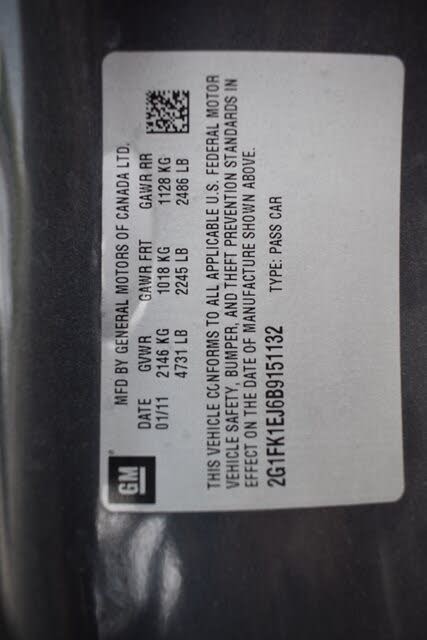 GM
MFD BY GENERAL MOTORS OF CANADA LTD.
DATE GVWR GAWR FRT GAWR RR
01/11 2146 KG 1018 KG 1128 KG
4731 LB 2245 LB 2486 LB
THIS VEHICLE CONFORMS TO ALL APPLICABLE U.S. FEDERAL MOTOR
VEHICLE SAFETY, BUMPER, AND THEFT PREVENTION STANDARDS IN
EFFECT ON THE DATE OF MANUFACTURE SHOWN ABOVE.
2G1FK1EJ6B9151132 TYPE: PASS CAR